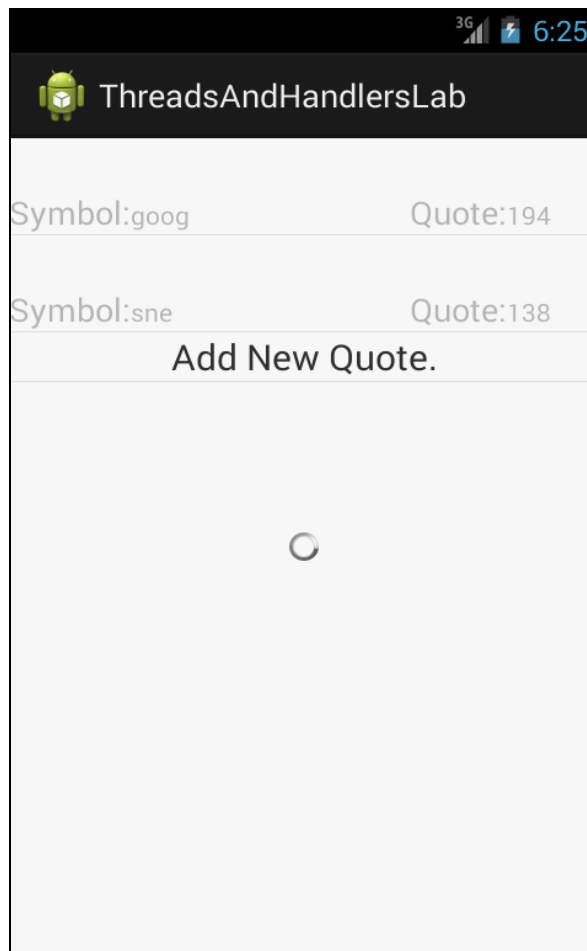 3G 6:25
ThreadsAndHandlersLab
Symbol:goog Quote:194
Symbol:sne Quote:138
Add New Quote.